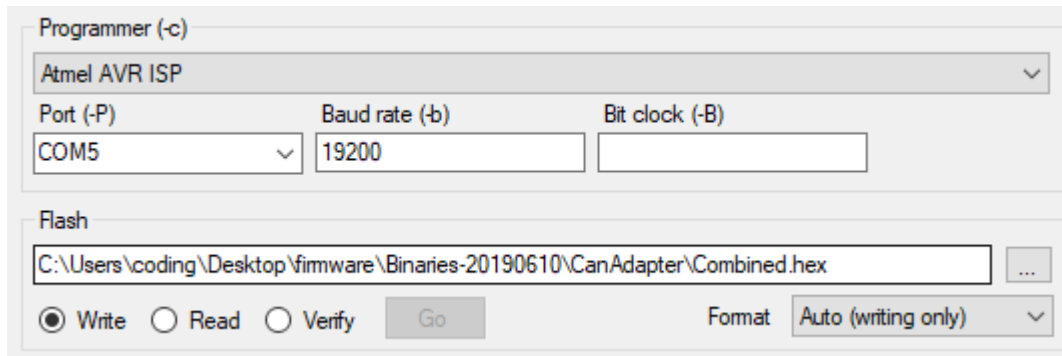 Programmer (-c)
Atmel AVR ISP
Port (-P) Baud rate (-b) Bit clock (-B)
COM5 19200
Flash
C:\Users\coding\Desktop\firmware\Binaries-20190610\CanAdapter\Combined.hex ...
Write Read Verify Go Format Auto (writing only)